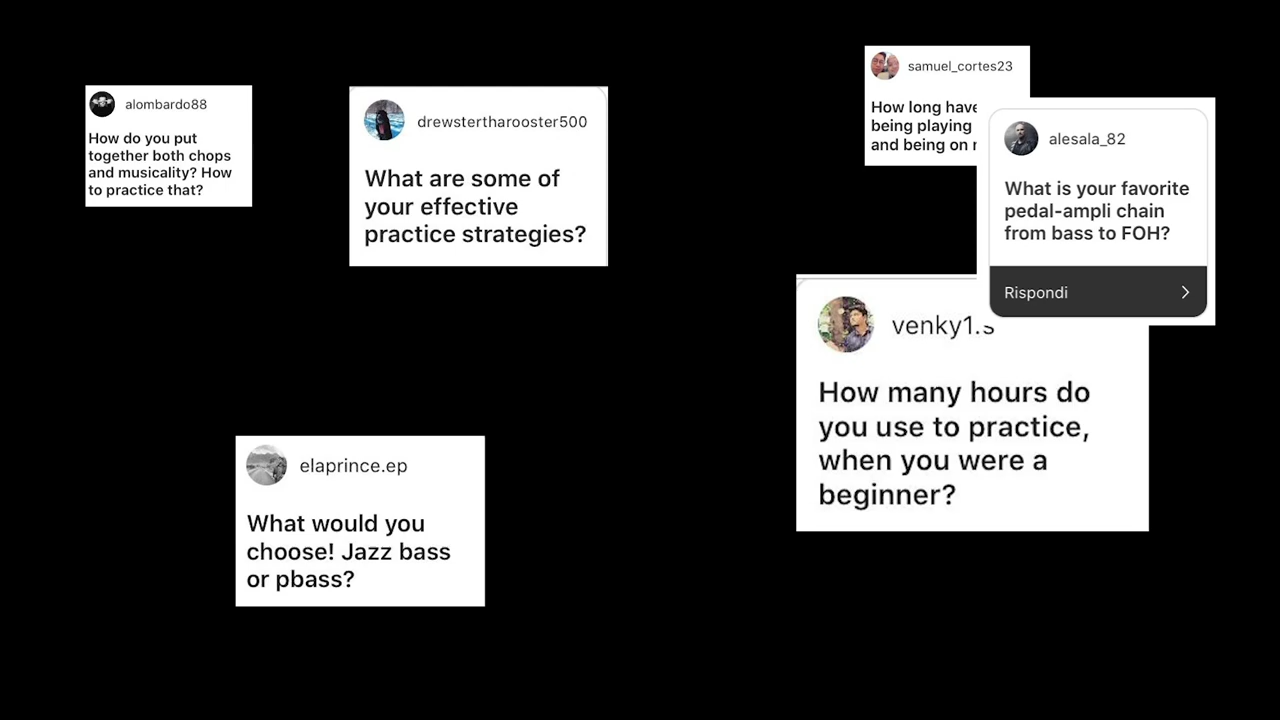 alombardo88
How do you put
together both chops
and musicality? How
to practice that?
drewstertharooster500
What are some of
your effective
practice strategies?
samuel_cortes23
How long have
being playing
and being on
alesala_82
What is your favorite
pedal-ampli chain
from bass to FOH?
Rispondi
venky1.s
How many hours do
you use to practice,
when you were a
beginner?
elaprince.ep
What would you
choose! Jazz bass
or pbass?